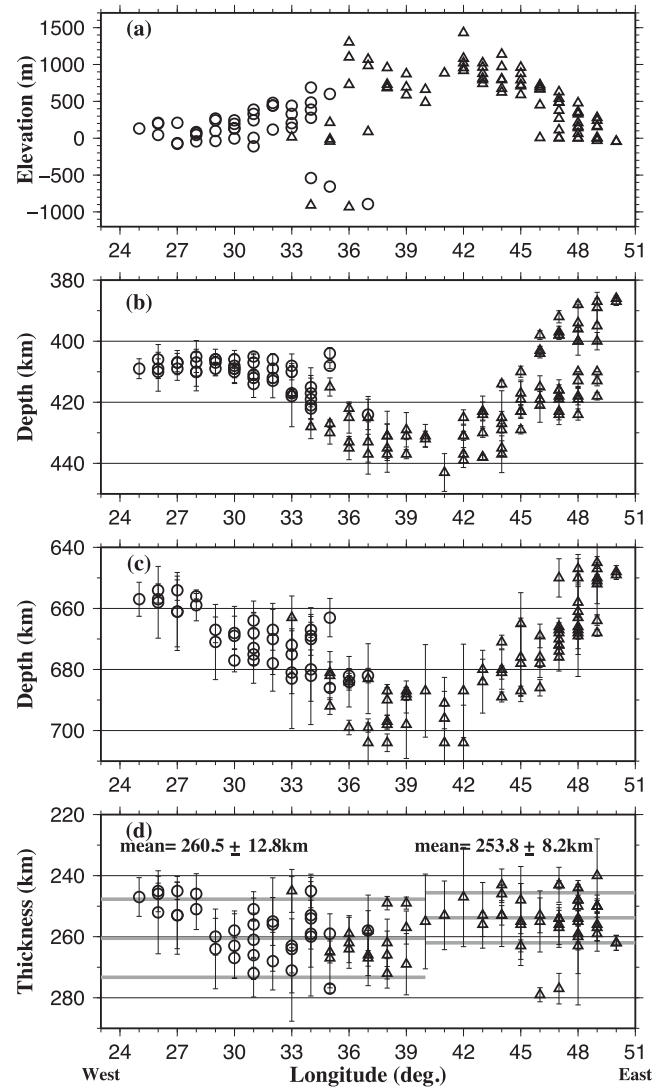 (a)
1500
1000
500
0
−500
−1000
Elevation (m)
24 27 30 33 36 39 42 45 48 51
(b)
380
400
420
440
Depth (km)
24 27 30 33 36 39 42 45 48 51
(c)
640
660
680
700
Depth (km)
24 27 30 33 36 39 42 45 48 51
(d)
mean= 260.5 ± 12.8km mean= 253.8 ± 8.2km
220
240
260
280
290
Thickness (km)
24 27 30 33 36 39 42 45 48 51
West Longitude (deg.) East